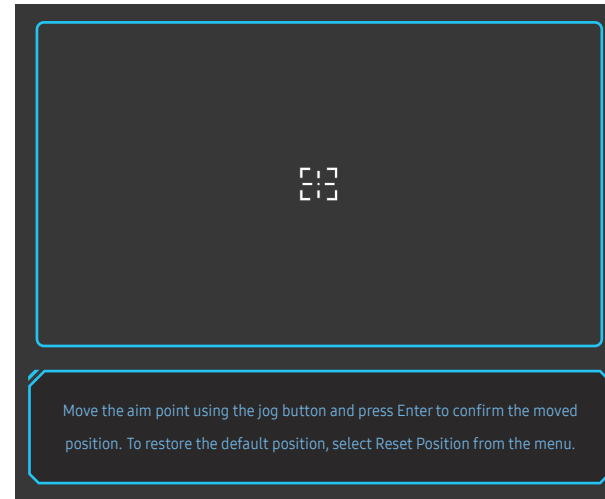 Move the aim point using the jog button and press Enter to confirm the moved
position. To restore the default position, select Reset Position from the menu.